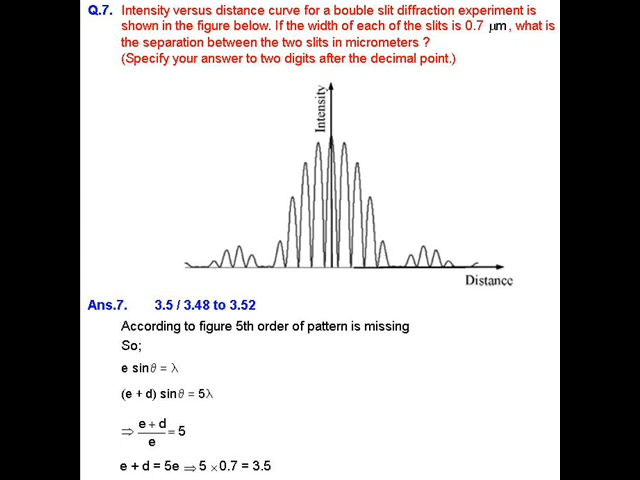 Q.7. Intensity versus distance curve for a bouble slit diffraction experiment is
shown in the figure below. If the width of each of the slits is 0.7 μm, what is
the separation between the two slits in micrometers ?
(Specify your answer to two digits after the decimal point.)
Intensity
Distance
Ans.7. 3.5 / 3.48 to 3.52
According to figure 5th order of pattern is missing
So;
e sinθ = λ
(e + d) sinθ = 5λ
⇒ (e + d)/e = 5
e + d = 5e ⇒ 5 × 0.7 = 3.5